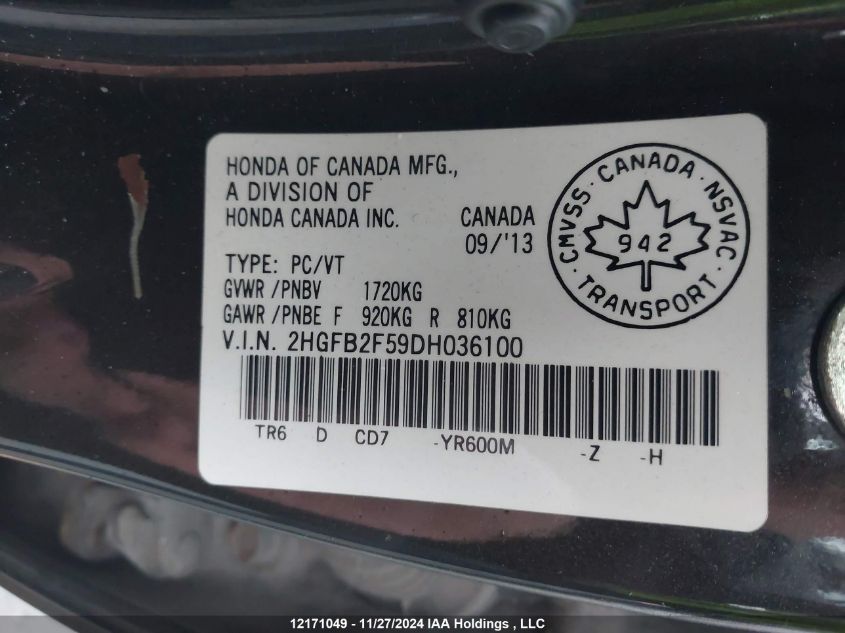 HONDA OF CANADA MFG.,
A DIVISION OF
HONDA CANADA INC. CANADA
09/'13
TYPE: PC/VT
GVWR /PNBV 1720KG
GAWR /PNBE F 920KG R 810KG
V.I.N. 2HGFB2F59DH036100
TR6 D CD7 -YR600M -Z -H
CMVSS · CANADA · NSVAC · TRANSPORT ·
942
12171049 - 11/27/2024 IAA Holdings , LLC